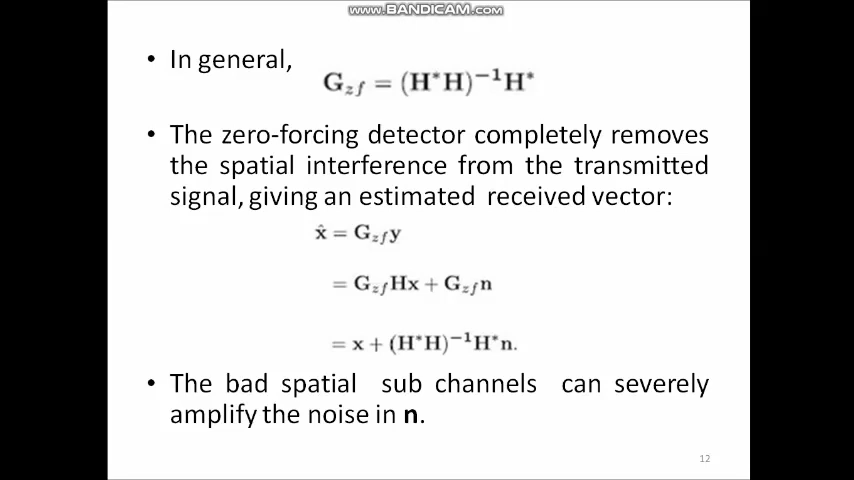 www.BANDICAM.com
• In general,
G_zf = (H*H)⁻¹H*
• The zero-forcing detector completely removes
the spatial interference from the transmitted
signal, giving an estimated received vector:
x̂ = G_zf y
= G_zf Hx + G_zf n
= x + (H*H)⁻¹H*n.
• The bad spatial sub channels can severely
amplify the noise in n.
12